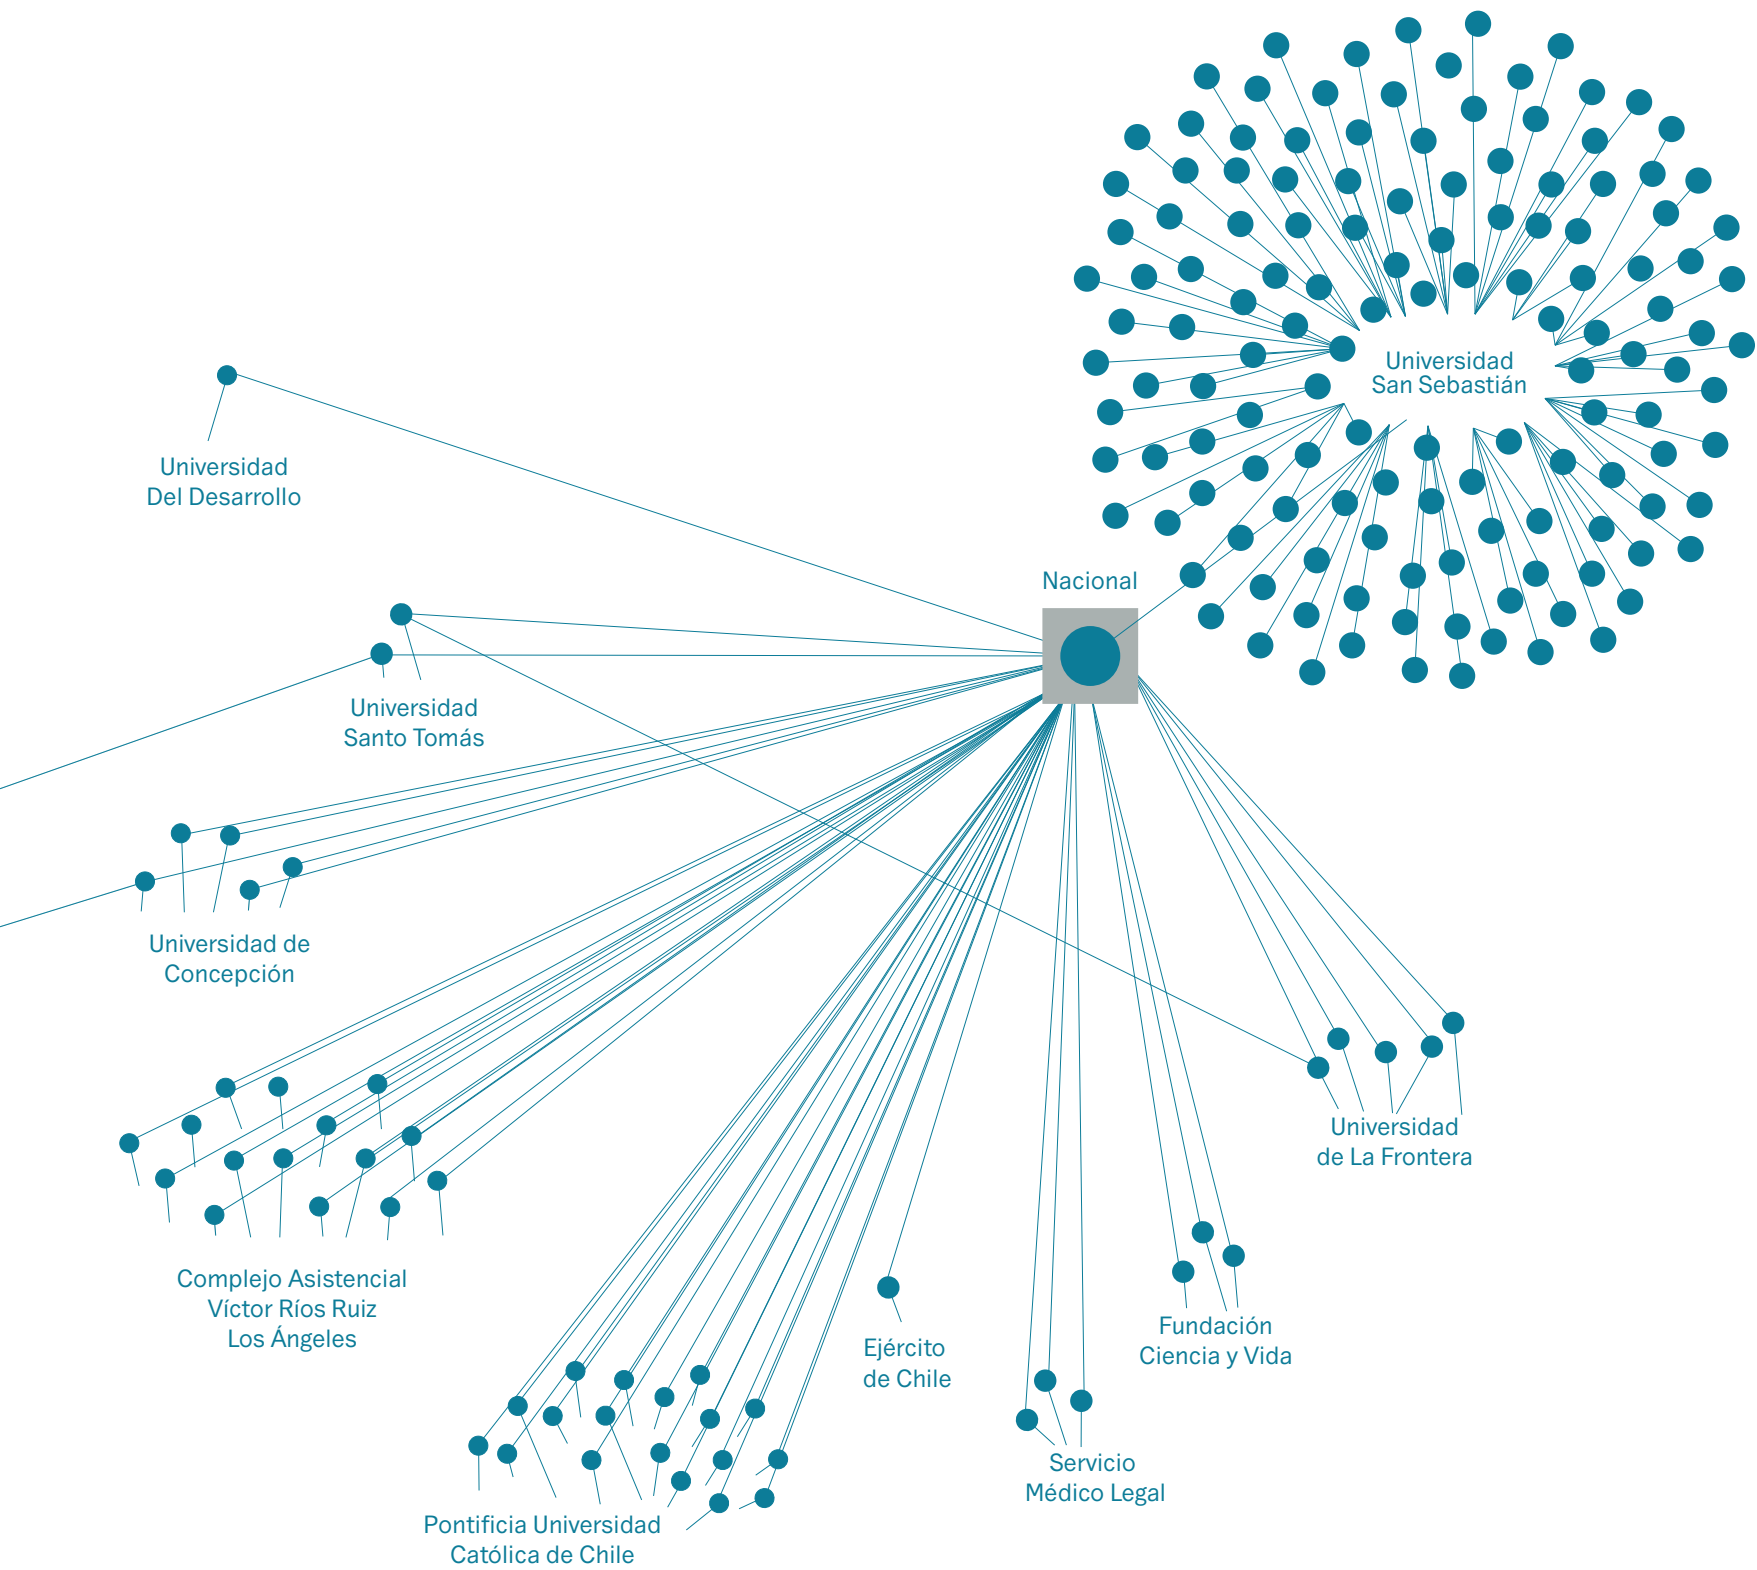 Universidad
San Sebastián
Universidad
Del Desarrollo
Nacional
Universidad
Santo Tomás
Universidad de
Concepción
Universidad
de La Frontera
Complejo Asistencial
Víctor Ríos Ruiz
Los Ángeles
Fundación
Ciencia y Vida
Ejército
de Chile
Servicio
Médico Legal
Pontificia Universidad
Católica de Chile